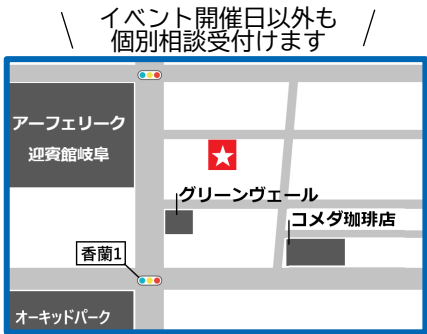 イベント開催日以外も
個別相談受付けます
アーフェリーク
迎賓館岐阜
グリーンヴェール
コメダ珈琲店
香蘭1
オーキッドパーク